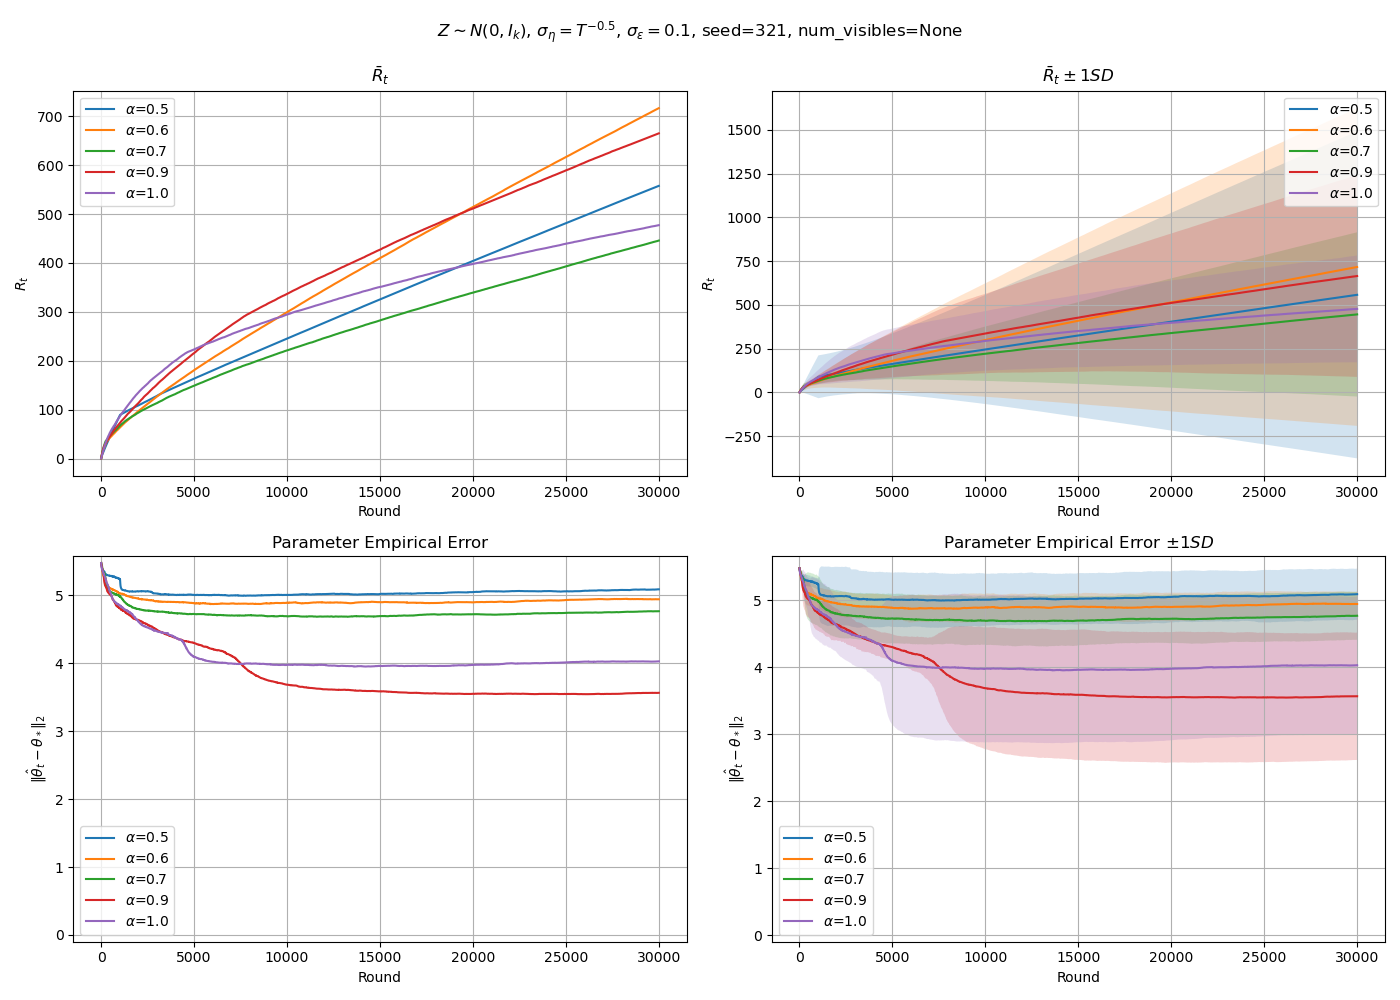 Z ∼ N(0, I_k), σ_η = T^{−0.5}, σ_ε = 0.1, seed=321, num_visibles=None
R̄_t
700
600
500
400
300
200
100
0
R_t
0 5000 10000 15000 20000 25000 30000
Round
α=0.5
α=0.6
α=0.7
α=0.9
α=1.0
R̄_t ± 1SD
1500
1250
1000
750
500
250
0
−250
R_t
0 5000 10000 15000 20000 25000 30000
Round
α=0.5
α=0.6
α=0.7
α=0.9
α=1.0
Parameter Empirical Error
5
4
3
2
1
0
‖θ̂_t − θ_*‖_2
0 5000 10000 15000 20000 25000 30000
Round
α=0.5
α=0.6
α=0.7
α=0.9
α=1.0
Parameter Empirical Error ±1SD
5
4
3
2
1
0
‖θ̂_t − θ_*‖_2
0 5000 10000 15000 20000 25000 30000
Round
α=0.5
α=0.6
α=0.7
α=0.9
α=1.0